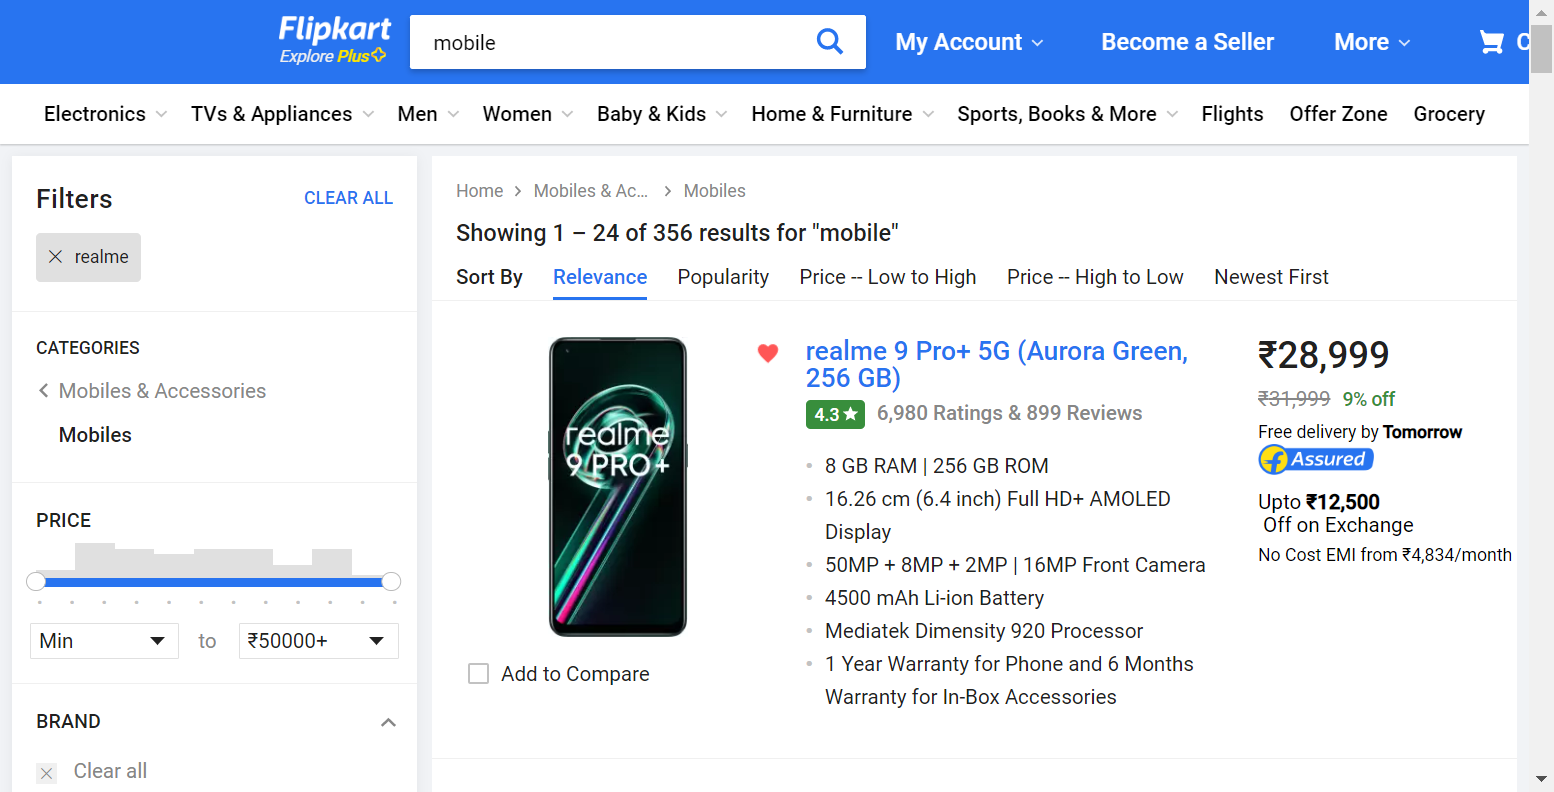 Flipkart
Explore Plus
mobile
My Account
Become a Seller
More
Electronics
TVs & Appliances
Men
Women
Baby & Kids
Home & Furniture
Sports, Books & More
Flights
Offer Zone
Grocery
Filters
CLEAR ALL
realme
CATEGORIES
Mobiles & Accessories
Mobiles
PRICE
Min
to
₹50000+
BRAND
Clear all
Home
Mobiles & Ac...
Mobiles
Showing 1 – 24 of 356 results for "mobile"
Sort By
Relevance
Popularity
Price -- Low to High
Price -- High to Low
Newest First
realme
9 PRO+
Add to Compare
realme 9 Pro+ 5G (Aurora Green,
256 GB)
4.3★
6,980 Ratings & 899 Reviews
8 GB RAM | 256 GB ROM
16.26 cm (6.4 inch) Full HD+ AMOLED
Display
50MP + 8MP + 2MP | 16MP Front Camera
4500 mAh Li-ion Battery
Mediatek Dimensity 920 Processor
1 Year Warranty for Phone and 6 Months
Warranty for In-Box Accessories
₹28,999
₹31,999 9% off
Free delivery by Tomorrow
f Assured
Upto ₹12,500
Off on Exchange
No Cost EMI from ₹4,834/month